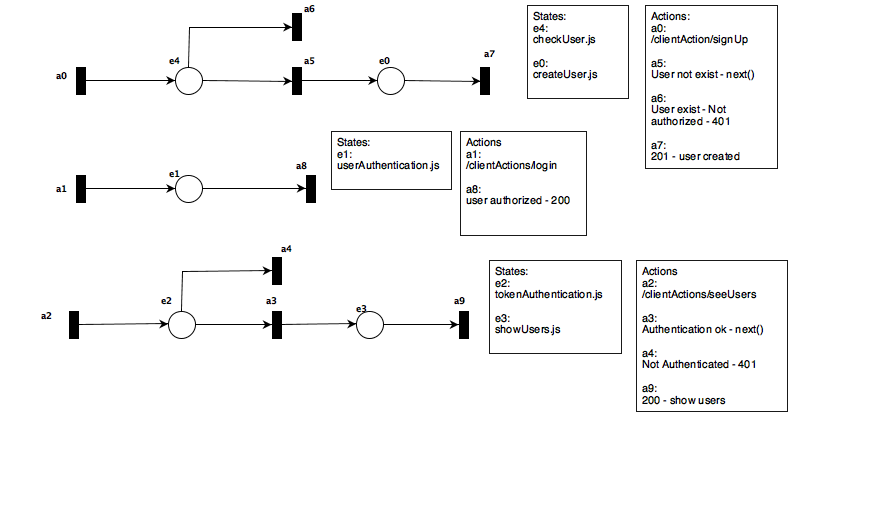 a6
e4
a5
e0
a7
a0
States:
e4:
checkUser.js
e0:
createUser.js
Actions:
a0:
/clientAction/signUp
a5:
User not exist - next()
a6:
User exist - Not
authorized - 401
a7:
201 - user created
e1
a8
a1
States:
e1:
userAuthentication.js
Actions
a1:
/clientActions/login
a8:
user authorized - 200
a4
e2
a3
e3
a9
a2
States:
e2:
tokenAuthentication.js
e3:
showUsers.js
Actions
a2:
/clientActions/seeUsers
a3:
Authentication ok - next()
a4:
Not Authenticated - 401
a9:
200 - show users